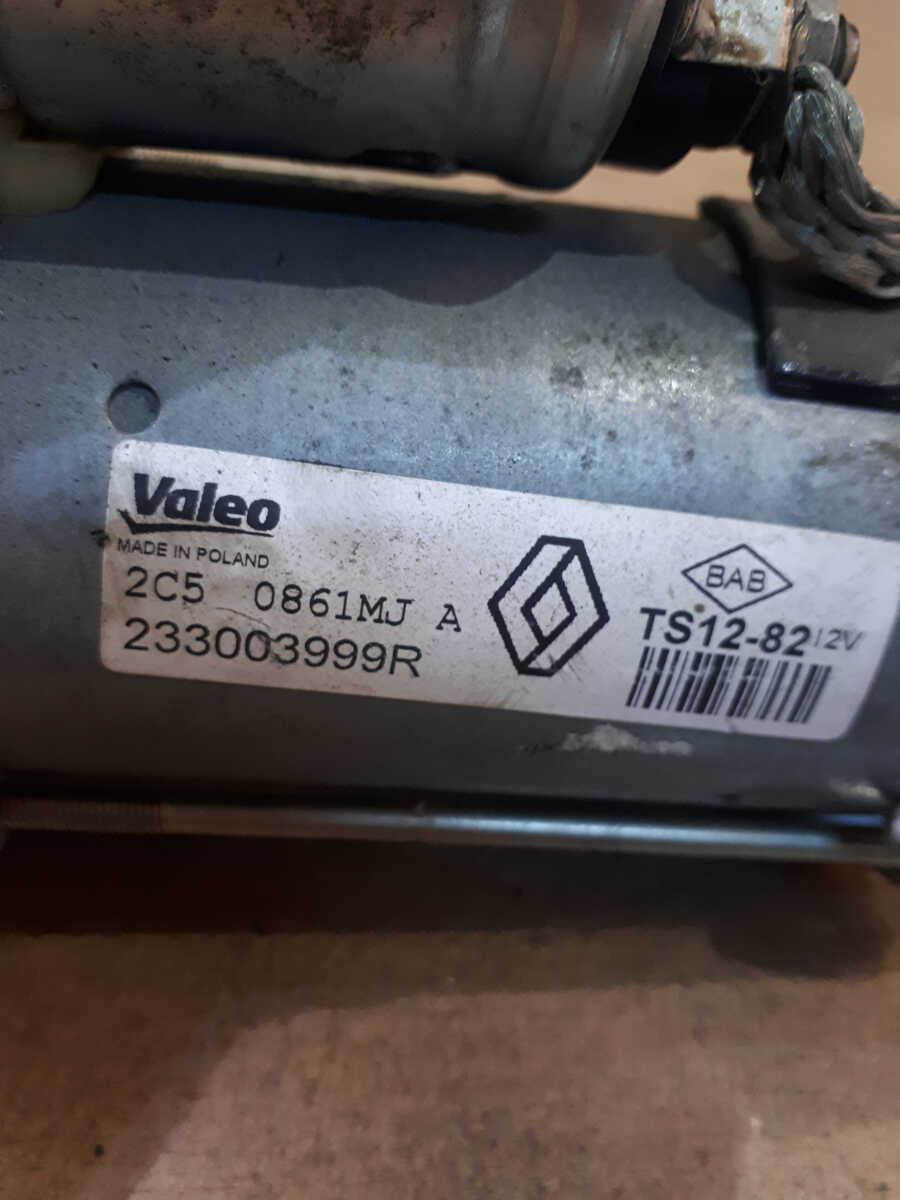 Valeo
MADE IN POLAND
2C5 0861MJ A
233003999R
BAB
TS12-82 12V